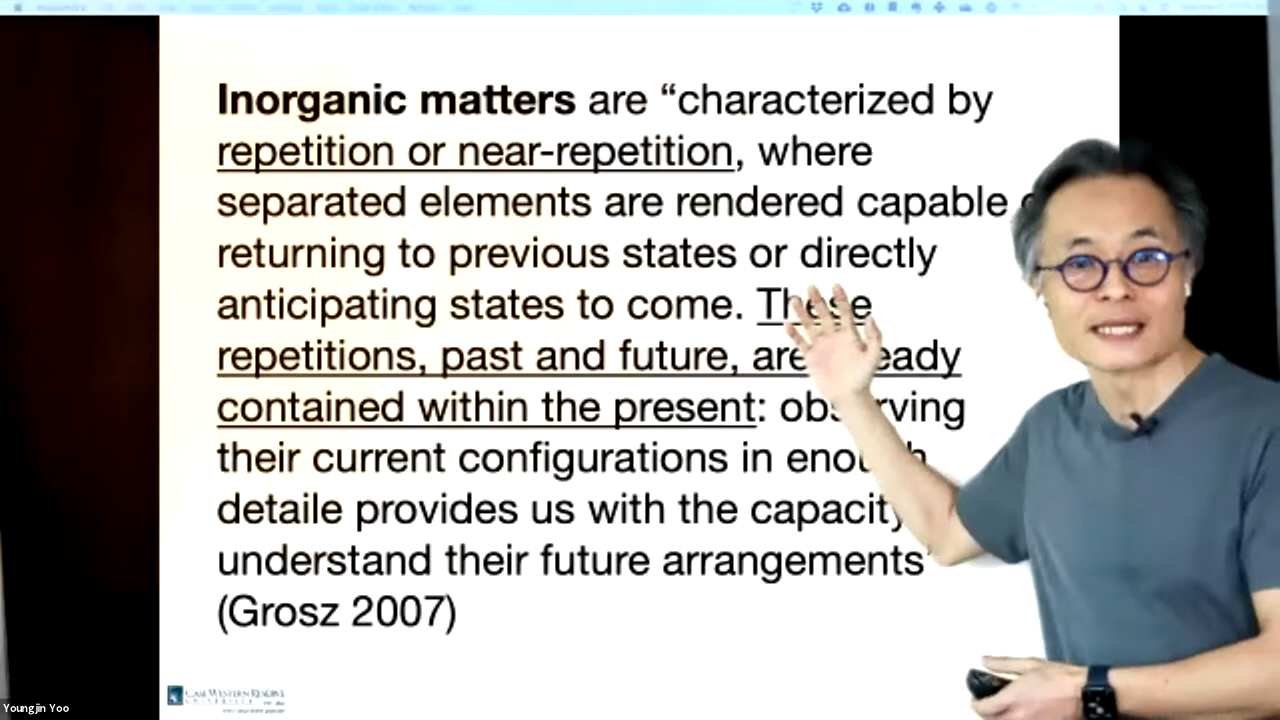 Inorganic matters are “characterized by
repetition or near-repetition, where
separated elements are rendered capable
returning to previous states or directly
anticipating states to come. These
repetitions, past and future, are
contained within the present: observing
their current configurations in enough
detaile provides us with the capacity
understand their future arrangements”
(Grosz 2007)
CASE WESTERN RESERVE
UNIVERSITY
Youngjin Yoo